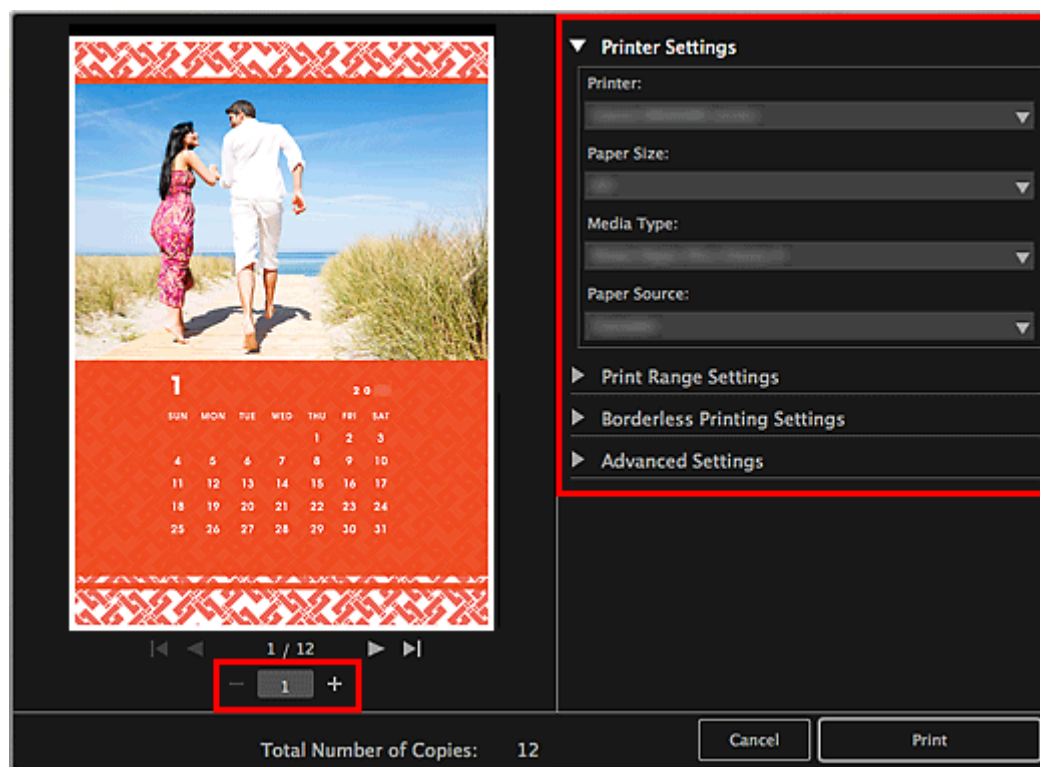 Printer Settings
Printer:
Paper Size:
Media Type:
Paper Source:
Print Range Settings
Borderless Printing Settings
Advanced Settings
1
20
SUN MON TUE WED THU FRI SAT
1 2 3
4 5 6 7 8 9 10
11 12 13 14 15 16 17
18 19 20 21 22 23 24
25 26 27 28 29 30 31
1 / 12
1
Total Number of Copies: 12
Cancel
Print